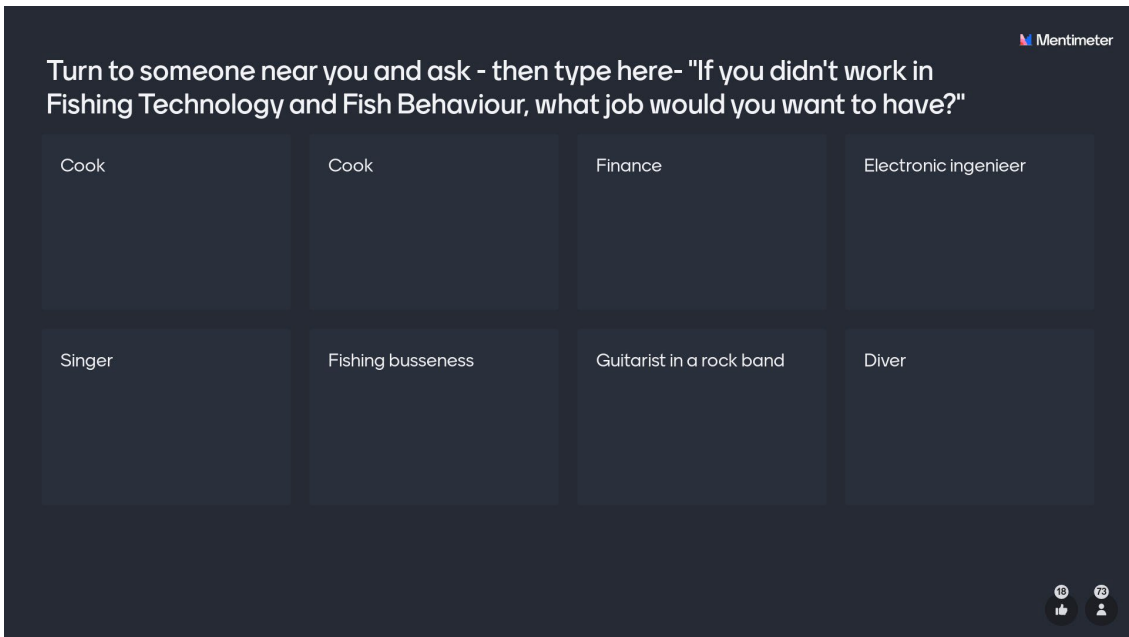 Mentimeter
Turn to someone near you and ask - then type here- "If you didn't work in
Fishing Technology and Fish Behaviour, what job would you want to have?"
Cook
Cook
Finance
Electronic ingenieer
Singer
Fishing busseness
Guitarist in a rock band
Diver
18
73